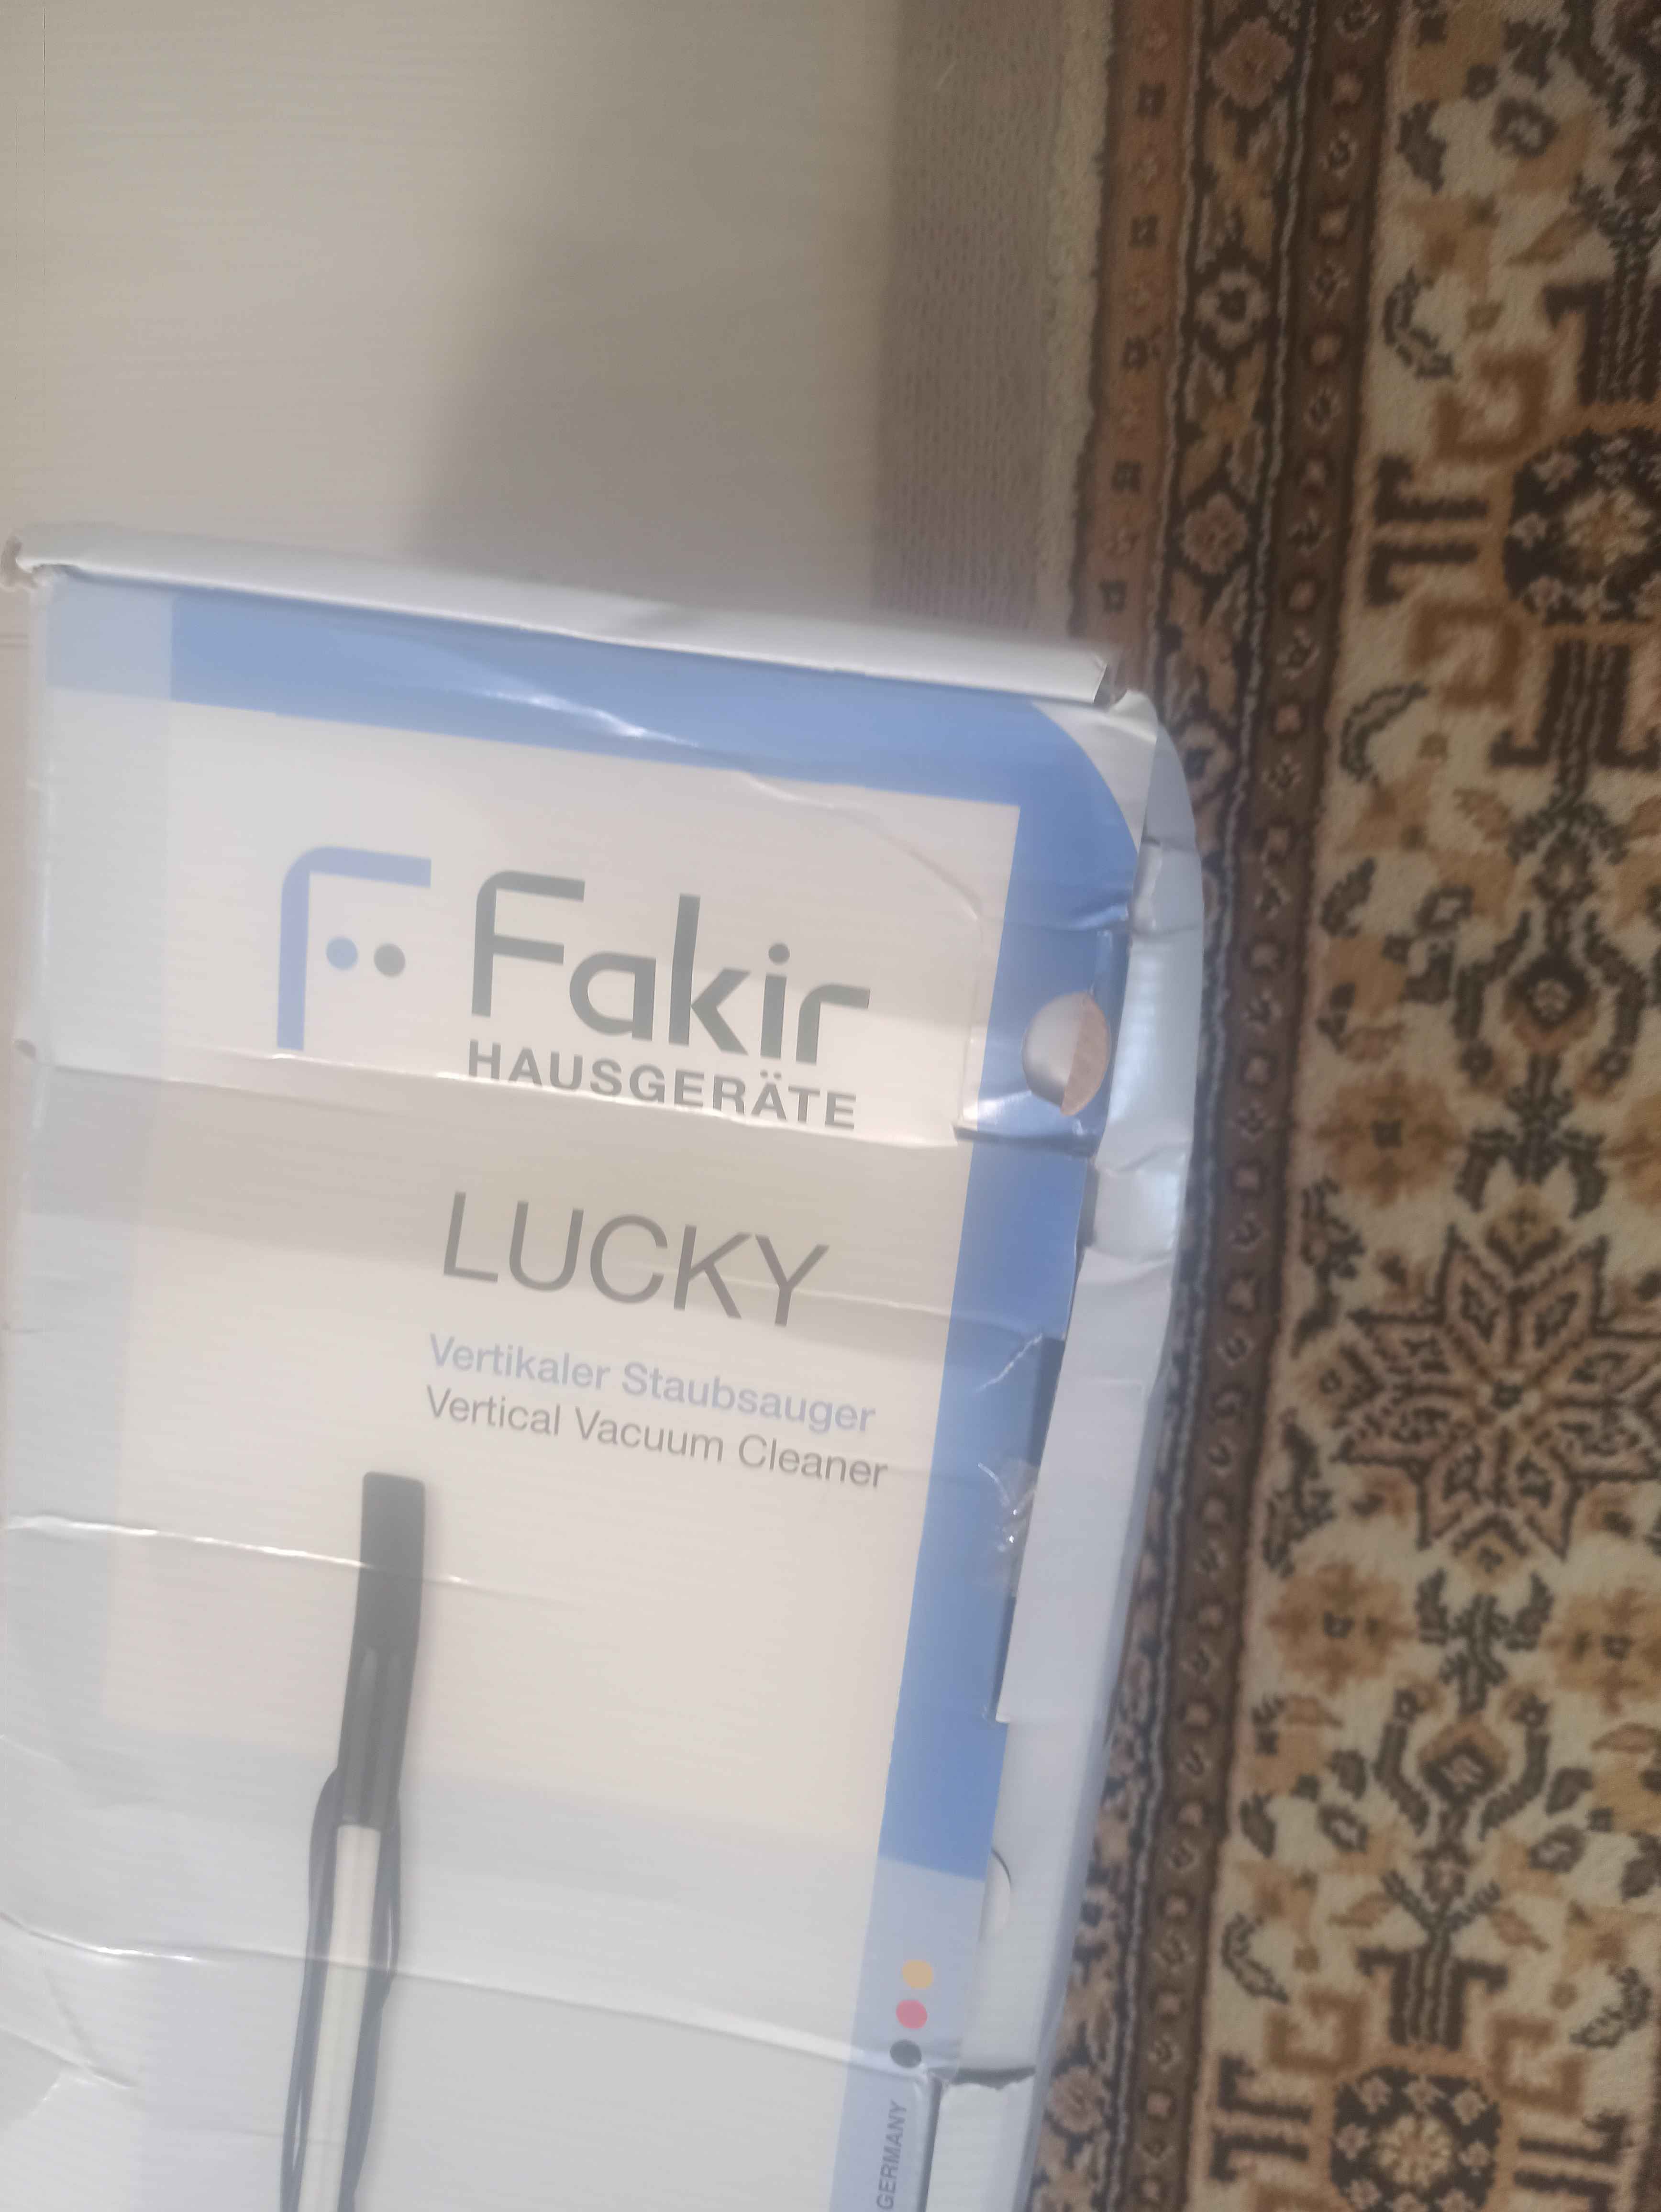 Fakir
HAUSGERÄTE
LUCKY
Vertikaler Staubsauger
Vertical Vacuum Cleaner
GERMANY